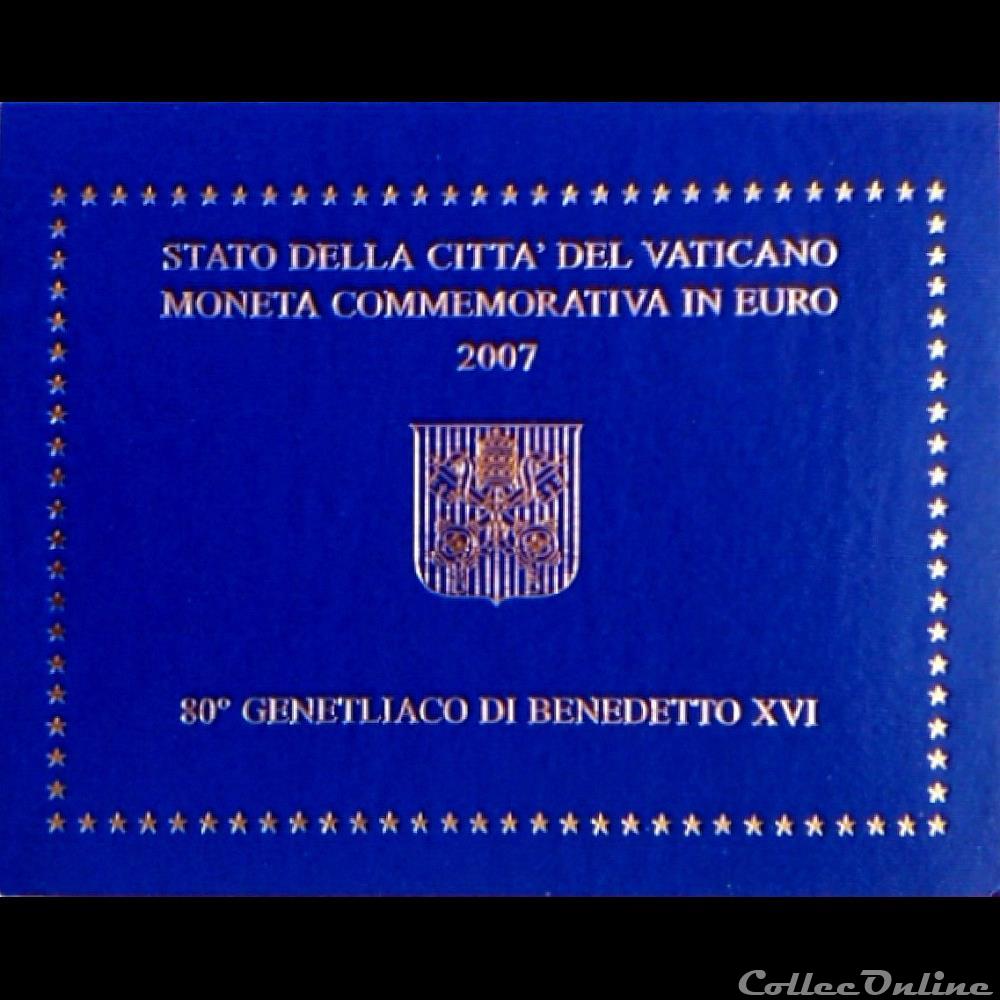 STATO DELLA CITTA' DEL VATICANO
MONETA COMMEMORATIVA IN EURO
2007
80° GENETLIACO DI BENEDETTO XVI
CollecOnline